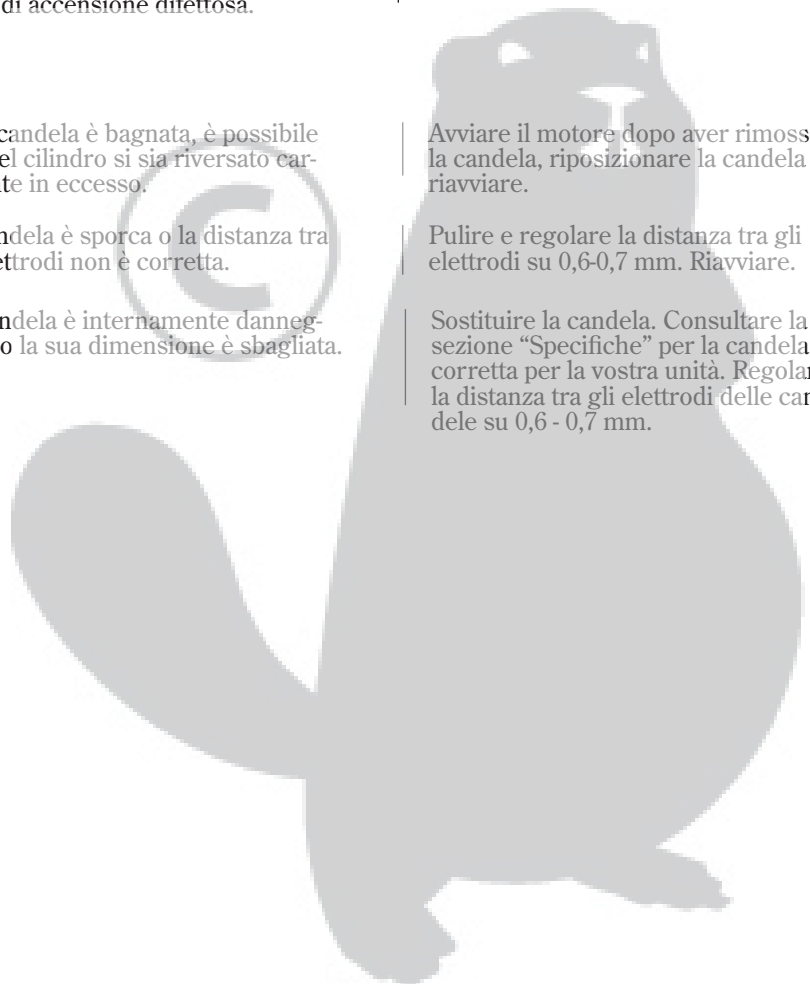 di accensione difettosa.
candela è bagnata, è possibile
el cilindro si sia riversato car-
te in eccesso.
ndela è sporca o la distanza tra
ettrodi non è corretta.
ndela è internamente danneg-
o la sua dimensione è sbagliata.
Avviare il motore dopo aver rimoss
la candela, riposizionare la candela
riavviare.
Pulire e regolare la distanza tra gli
elettrodi su 0,6-0,7 mm. Riavviare.
Sostituire la candela. Consultare la
sezione “Specifiche” per la candela
corretta per la vostra unità. Regolar
la distanza tra gli elettrodi delle can
dele su 0,6 - 0,7 mm.
©